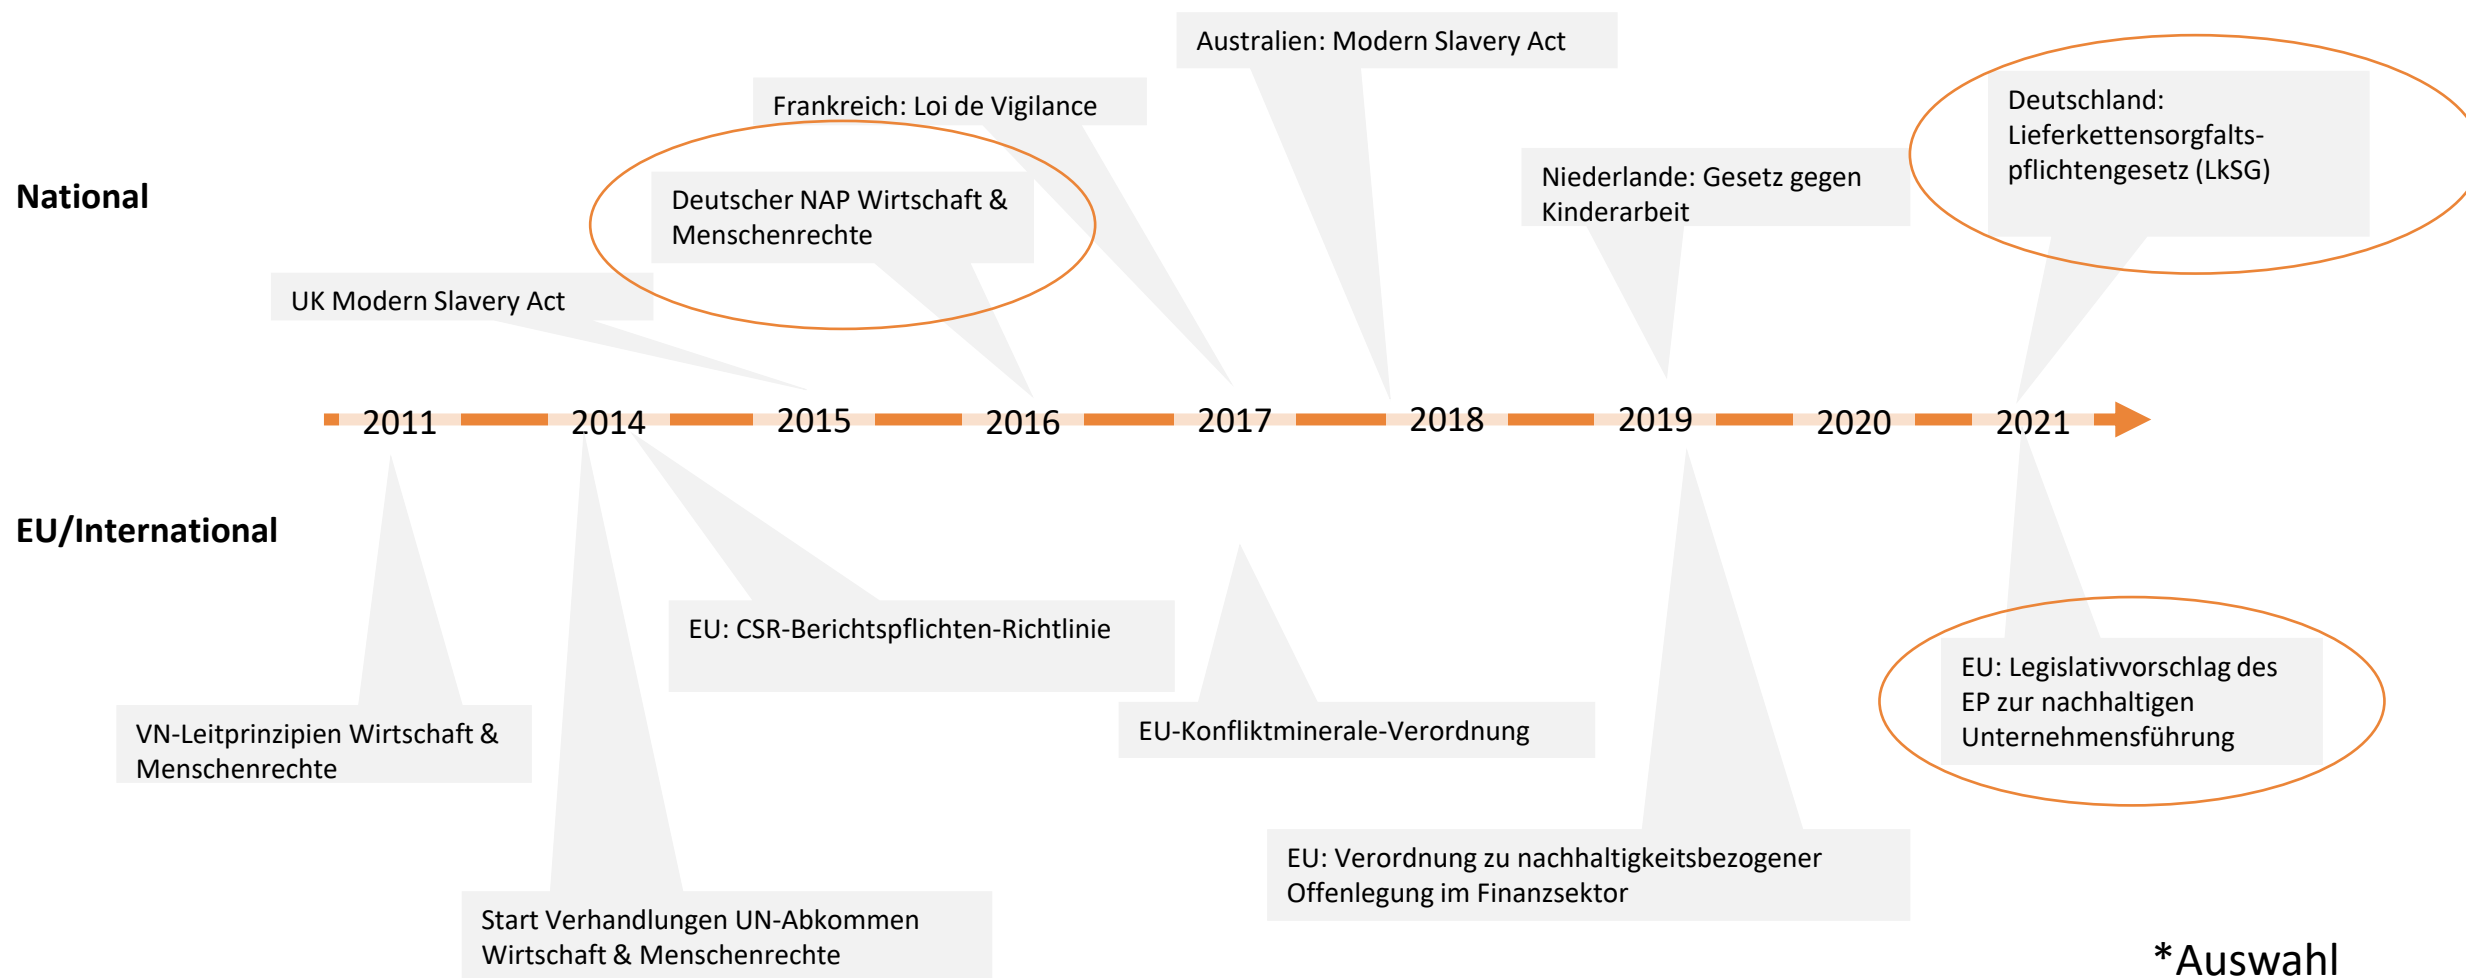 Australien: Modern Slavery Act
Frankreich: Loi de Vigilance
Deutschland:
Lieferkettensorgfalts-
pflichtengesetz (LkSG)
National
Deutscher NAP Wirtschaft &
Menschenrechte
Niederlande: Gesetz gegen
Kinderarbeit
UK Modern Slavery Act
2011 2014 2015 2016 2017 2018 2019 2020 2021
EU/International
EU: CSR-Berichtspflichten-Richtlinie
VN-Leitprinzipien Wirtschaft &
Menschenrechte
EU-Konfliktminerale-Verordnung
EU: Legislativvorschlag des
EP zur nachhaltigen
Unternehmensführung
EU: Verordnung zu nachhaltigkeitsbezogener
Offenlegung im Finanzsektor
Start Verhandlungen UN-Abkommen
Wirtschaft & Menschenrechte
*Auswahl